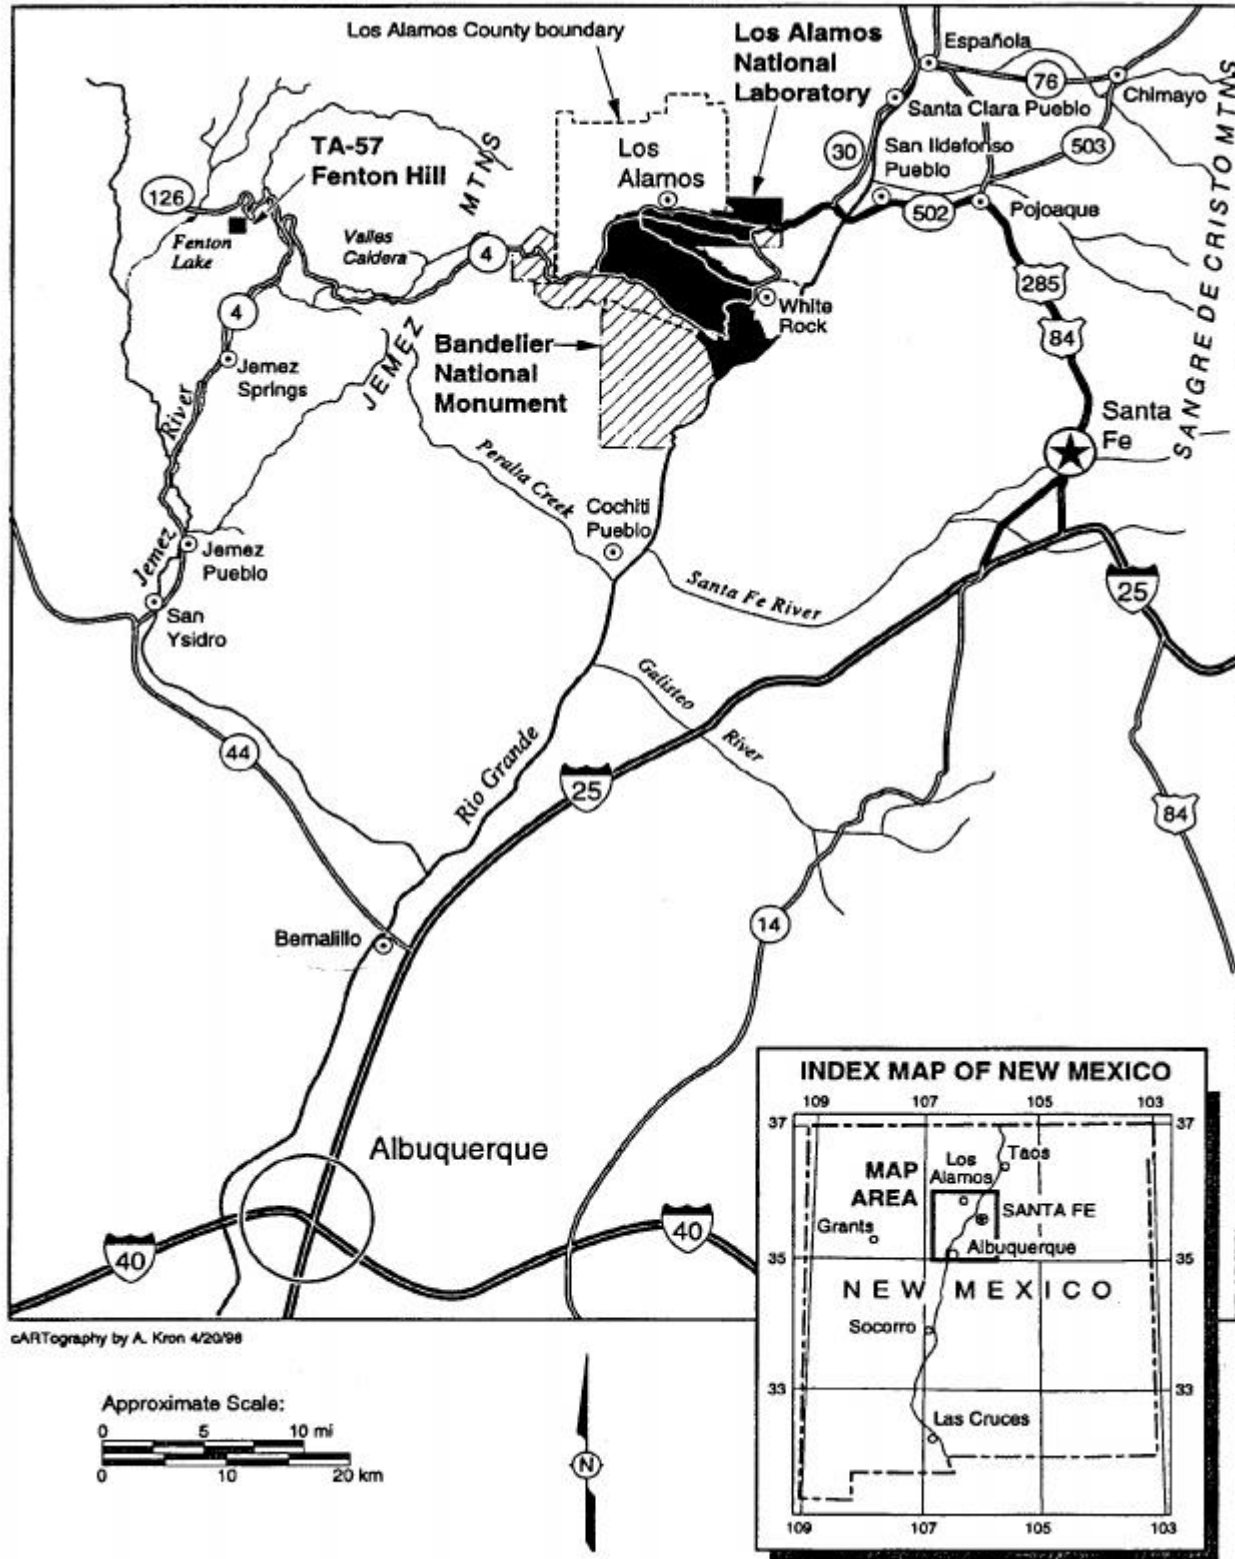 Los Alamos County boundary
Los Alamos
National
Laboratory
Española
76
Chimayo
Santa Clara Pueblo
San Ildefonso
Pueblo
30
503
502
Pojoaque
SANGRE DE CRISTO MTNS
TA-57
Fenton Hill
126
Fenton
Lake
MTNS
Los
Alamos
Valles
Caldera
4
4
White
Rock
285
84
Bandelier
National
Monument
JEMEZ
Jemez
Springs
River
Santa
Fe
Peralta Creek
Cochiti
Pueblo
Jemez
Pueblo
Jemez
San
Ysidro
Santa Fe River
25
Galisteo
River
44
Rio Grande
25
84
14
Bernalillo
Albuquerque
40
40
INDEX MAP OF NEW MEXICO
109 107 105 103
37 37
Taos
Los
Alamos
MAP
AREA
SANTA FE
Grants
Albuquerque
35 35
NEW MEXICO
Socorro
33 33
Las Cruces
109 107 105 103
cARTography by A. Kron 4/20/98
Approximate Scale:
0 5 10 mi
0 10 20 km
N